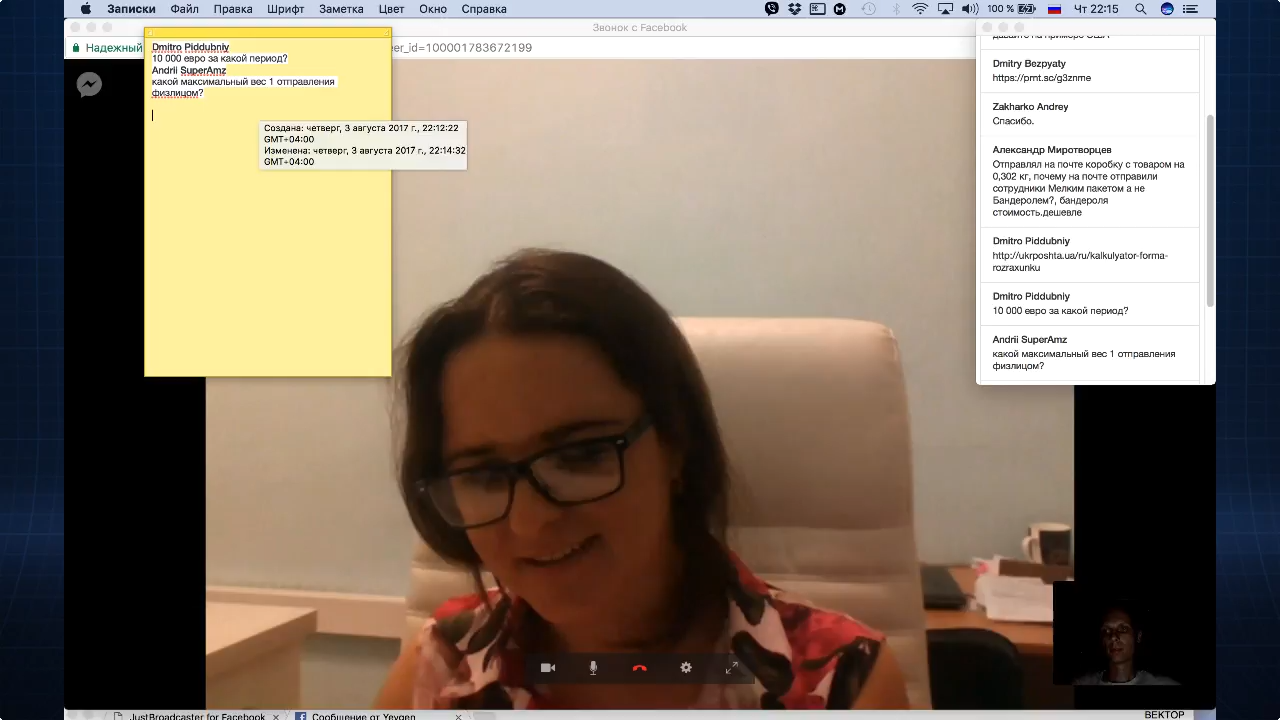 Записки Файл Правка Шрифт Заметка Цвет Окно Справка 100 % Чт 22:15
Звонок с Facebook
Надежный
eer_id=100001783672199
Dmitro Piddubniy
10 000 евро за какой период?
Andrii SuperAmz
какой максимальный вес 1 отправления
физлицом?
Создана: четверг, 3 августа 2017 г., 22:12:22
GMT+04:00
Изменена: четверг, 3 августа 2017 г., 22:14:32
GMT+04:00
давайте на примере США
Dmitry Bezpyaty
https://prnt.sc/g3znme
Zakharko Andrey
Спасибо.
Александр Миротворцев
Отправлял на почте коробку с товаром на
0,302 кг, почему на почте отправили
сотрудники Мелким пакетом а не
Бандеролем?, бандероля
стоимость.дешевле
Dmitro Piddubniy
http://ukrposhta.ua/ru/kalkulyator-forma-
rozraxunku
Dmitro Piddubniy
10 000 евро за какой период?
Andrii SuperAmz
какой максимальный вес 1 отправления
физлицом?
JustBroadcaster for Facebook
Сообщение от Yevgen
ВЕКТОР